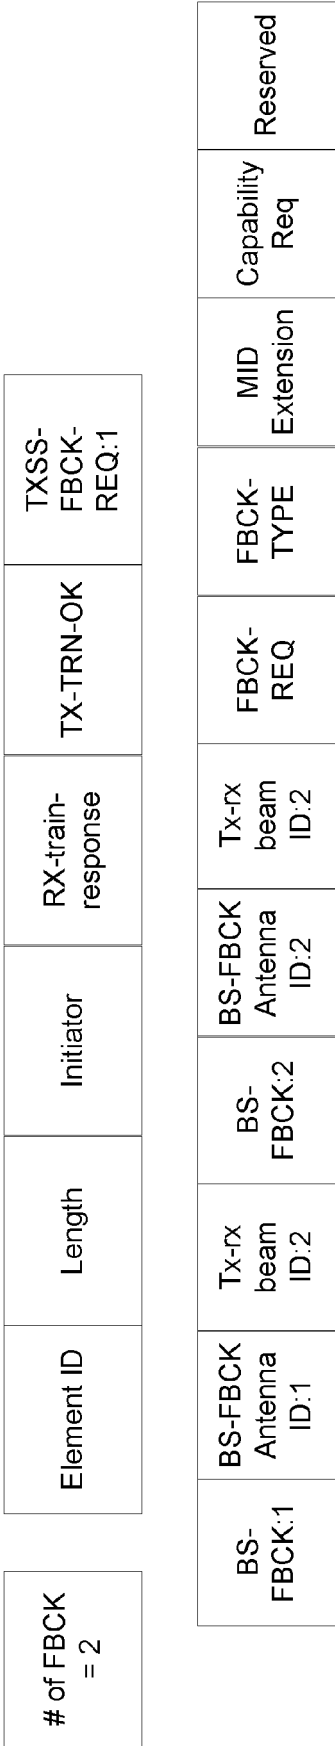 # of FBCK
= 2
Element ID
Length
Initiator
RX-train-
response
TX-TRN-OK
TXSS-
FBCK-
REQ:1
BS-
FBCK:1
BS-FBCK
Antenna
ID:1
Tx-rx
beam
ID:2
BS-
FBCK:2
BS-FBCK
Antenna
ID:2
Tx-rx
beam
ID:2
FBCK-
REQ
FBCK-
TYPE
MID
Extension
Capability
Req
Reserved